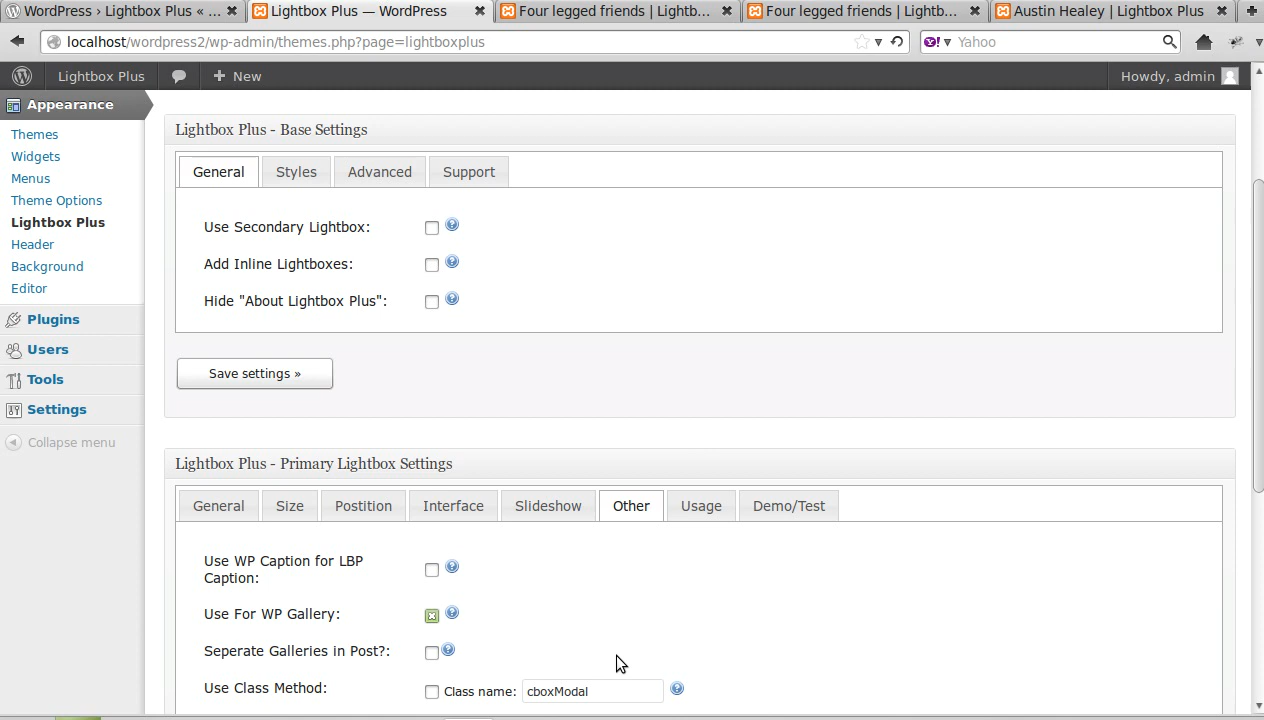 WordPress › Lightbox Plus « ...
Lightbox Plus — WordPress
Four legged friends | Lightb...
Four legged friends | Lightb...
Austin Healey | Lightbox Plus
localhost/wordpress2/wp-admin/themes.php?page=lightboxplus
Yahoo
Lightbox Plus
New
Howdy, admin
Appearance
Themes
Widgets
Menus
Theme Options
Lightbox Plus
Header
Background
Editor
Plugins
Users
Tools
Settings
Collapse menu
Lightbox Plus - Base Settings
General Styles Advanced Support
Use Secondary Lightbox:
Add Inline Lightboxes:
Hide "About Lightbox Plus":
Save settings »
Lightbox Plus - Primary Lightbox Settings
General Size Postition Interface Slideshow Other Usage Demo/Test
Use WP Caption for LBP
Caption:
Use For WP Gallery:
Seperate Galleries in Post?:
Use Class Method:
Class name: cboxModal